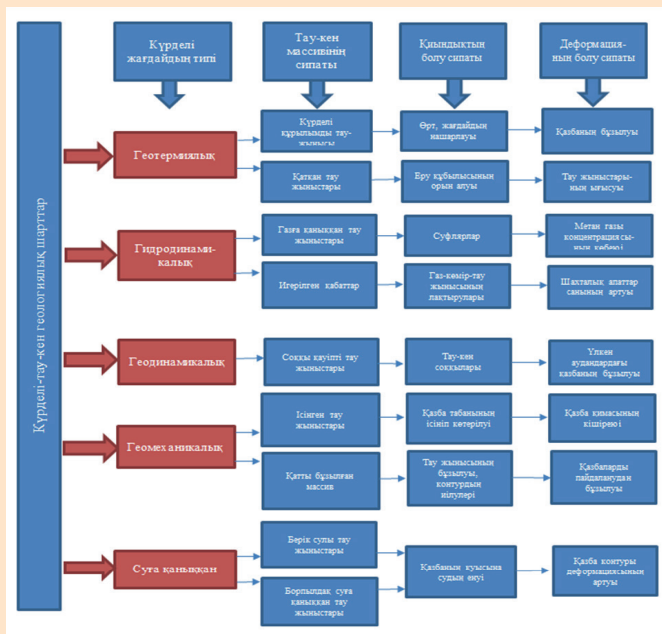 Күрделі-тау-кен геологиялық шарттар
Күрделі
жағдайдың типі
Тау-кен
массивінің
сипаты
Қиындықтың
болу сипаты
Деформация-
ның болу сипаты
Геотермиялық
Күрделі
құрылымды тау-
жынысы
Өрт, жағдайдың
нашарлауы
Қазбаның бұзылуы
Қатқан тау
жыныстары
Еру құбылысының
орын алуы
Тау жыныстары-
ның ығысуы
Гидродинами-
калық
Газға қаныққан тау
жыныстары
Суфлярлар
Метан газы
концентрациясы-
ның көбеюі
Игерілген қабаттар
Газ-көмір-тау
жынысының
лақтырулары
Шахталық апаттар
санының артуы
Геодинамикалық
Соққы қауіпті тау
жыныстары
Тау-кен
соққылары
Үлкен
аудандардағы
қазбаның бұзылуы
Геомеханикалық
Ісінген тау
жыныстары
Қазба табанының
ісініп көтерілуі
Қазба қимасының
кішіреюі
Қатты бұзылған
массив
Тау жынысының
бұзылуы,
контурдың
иілулері
Қазбаларды
пайдаланудан
бұзылуы
Суға қаныққан
Берік сулы тау
жыныстары
Борпылдақ суға
қаныққан тау
жыныстары
Қазбаның қуысына
судың енуі
Қазба контуры
деформациясының
артуы